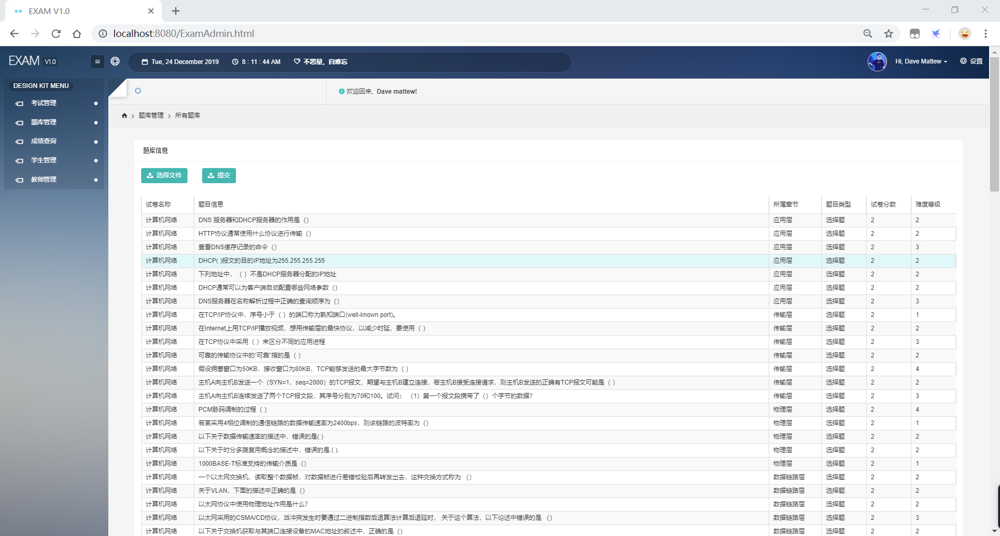 EXAM V1.0
localhost:8080/ExamAdmin.html
EXAM V1.0
Tue, 24 December 2019 8 : 11 : 44 AM 不思量，自难忘
Hi, Dave Mattew 设置
DESIGN KIT MENU
考试管理
题库管理
成绩查询
学生管理
教师管理
欢迎回来, Dave mattew!
题库管理 > 所有题库
题库信息
选择文件 提交
试卷名称 题目信息 所属章节 题目类型 试卷分数 难度等级
计算机网络 DNS 服务器和DHCP服务器的作用是（） 应用层 选择题 2 2
计算机网络 HTTP协议通常使用什么协议进行传输（） 应用层 选择题 2 2
计算机网络 查看DNS缓存记录的命令（） 应用层 选择题 2 3
计算机网络 DHCP( )报文的目的IP地址为255.255.255.255 应用层 选择题 2 2
计算机网络 下列地址中，（ ）不是DHCP服务器分配的IP地址 应用层 选择题 2 2
计算机网络 DHCP通常可以为客户端自动配置哪些网络参数（） 应用层 选择题 2 2
计算机网络 DNS服务器在名称解析过程中正确的查询顺序为（） 应用层 选择题 2 3
计算机网络 在TCP/IP协议中，序号小于（ ）的端口称为熟知端口(well-known port)。 传输层 选择题 2 1
计算机网络 在Internet上用TCP/IP播放视频，想用传输层的最快协议，以减少时延，要使用（ ） 传输层 选择题 2 2
计算机网络 在TCP协议中采用（ ）来区分不同的应用进程 传输层 选择题 2 3
计算机网络 可靠的传输协议中的“可靠”指的是（ ） 传输层 选择题 2 2
计算机网络 假设拥塞窗口为50KB，接收窗口为80KB，TCP能够发送的最大字节数为（ ） 传输层 选择题 2 4
计算机网络 主机A向主机B发送一个（SYN=1，seq=2000）的TCP报文，期望与主机B建立连接，若主机B接受连接请求，则主机B发送的正确有TCP报文可能是（ ） 传输层 选择题 2 2
计算机网络 主机A向主机B连续发送了两个TCP报文段，其序号分别为70和100。试问： （1）第一个报文段携带了（）个字节的数据？ 传输层 选择题 2 3
计算机网络 PCM脉码调制的过程（ ） 物理层 选择题 2 4
计算机网络 若某采用4相位调制的通信链路的数据传输速率为2400bps，则该链路的波特率为（） 物理层 选择题 2 1
计算机网络 以下关于数据传输速率的描述中，错误的是( ) 物理层 选择题 2 2
计算机网络 以下关于时分多路复用概念的描述中，错误的是.( ). 物理层 选择题 2 2
计算机网络 1000BASE-T标准支持的传输介质是（） 物理层 选择题 2 1
计算机网络 一个以太网交换机，读取整个数据帧，对数据帧进行差错校验后再转发出去，这种交换方式称为 （） 数据链路层 选择题 2 2
计算机网络 关于VLAN，下面的描述中正确的是（） 数据链路层 选择题 2 2
计算机网络 以太网协议中使用物理地址作用是什么？ 数据链路层 选择题 2 2
计算机网络 以太网采用的CSMA/CD协议，当冲突发生时要通过二进制指数后退算法计算后退延时， 关于这个算法，以下论述中错误的是 （） 数据链路层 选择题 2 3
计算机网络 以下关于交换机获取与其端口连接设备的MAC地址的叙述中，正确的是（） 数据链路层 选择题 2 2